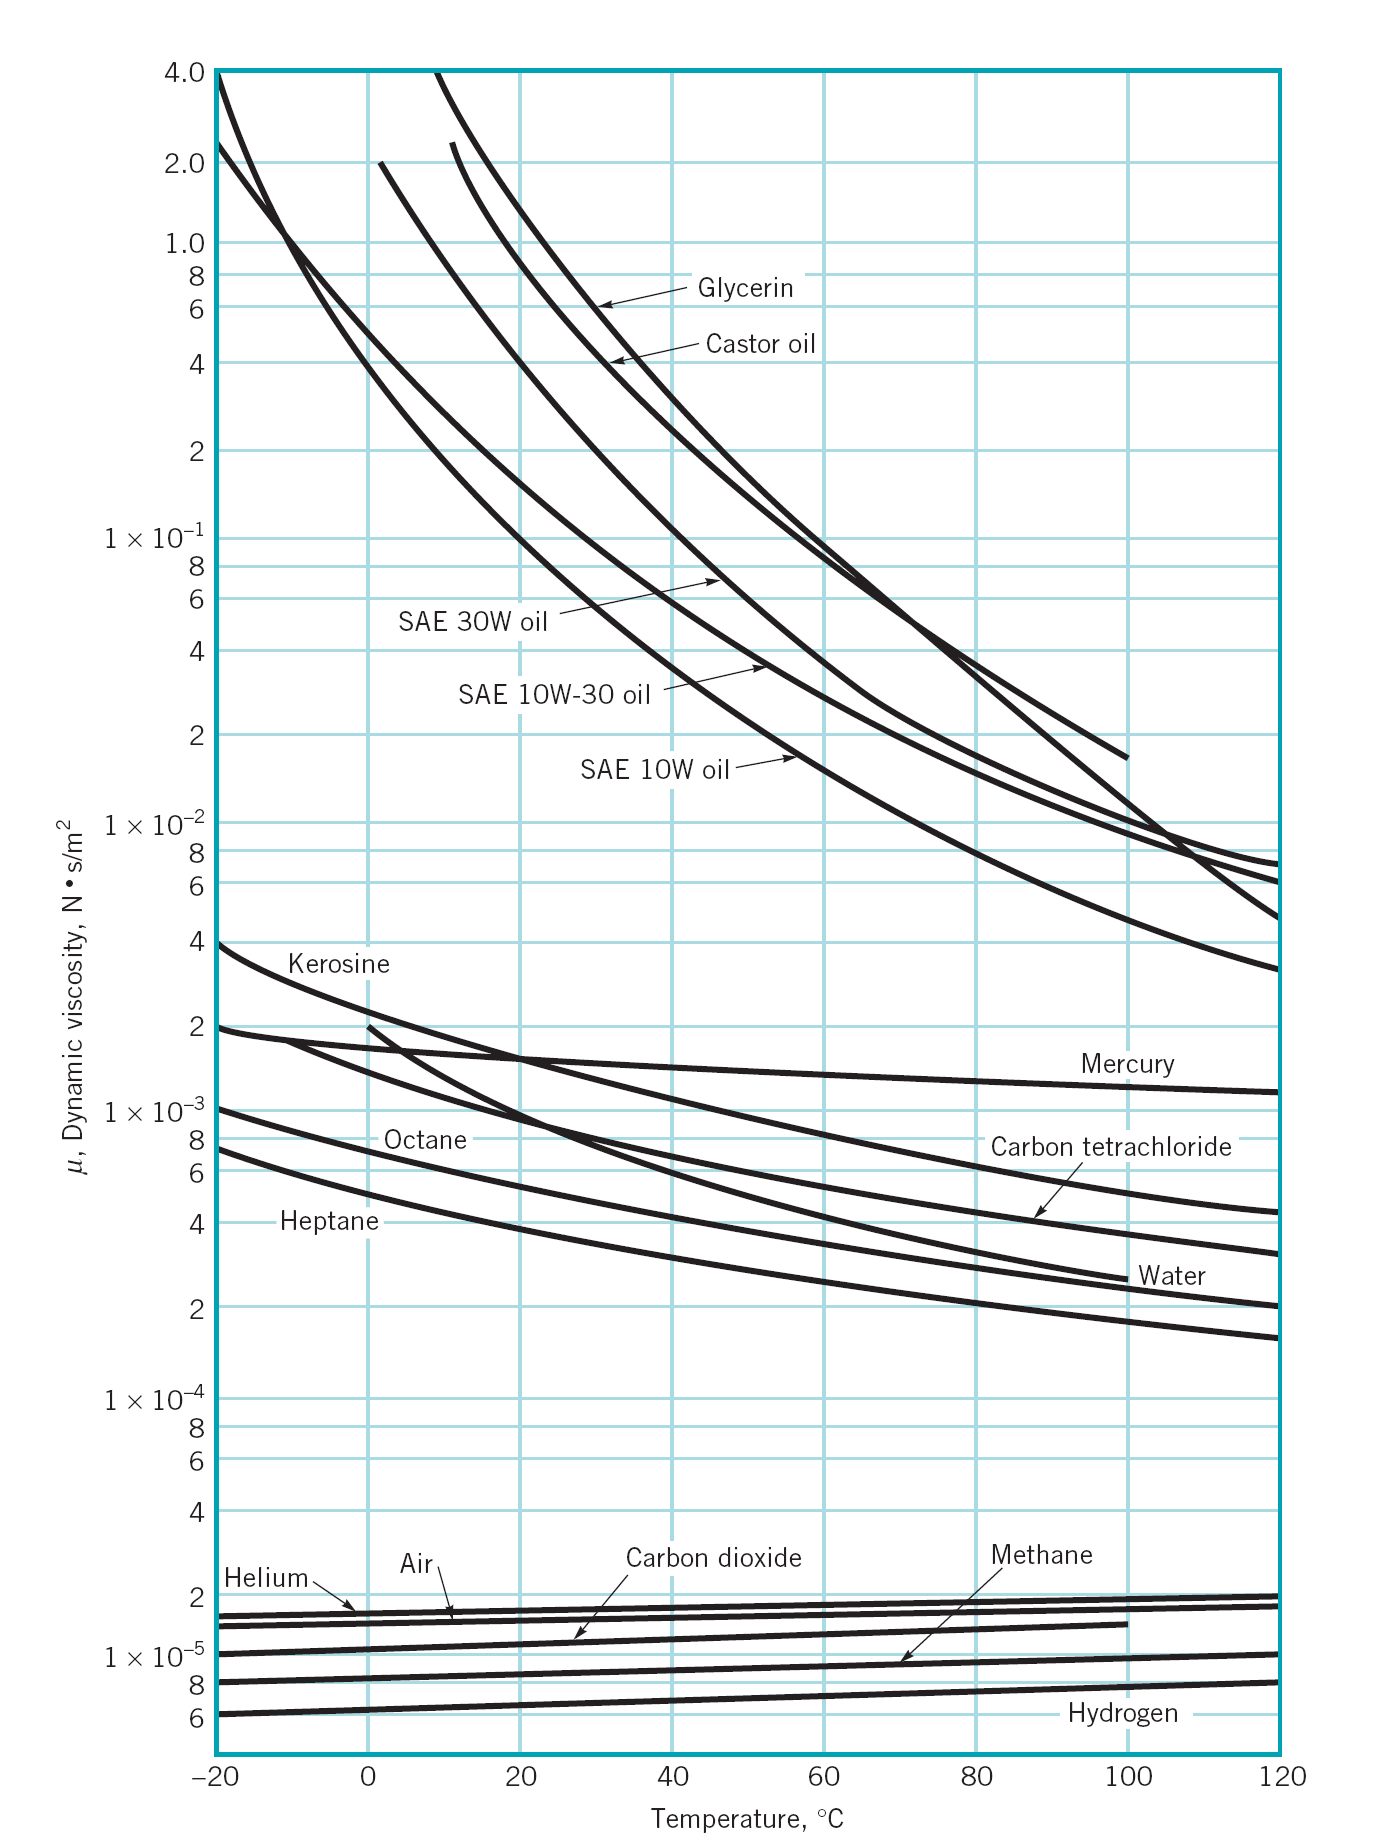 4.0
2.0
1.0
8
6
Glycerin
4
Castor oil
2
1 × 10⁻¹
8
6
SAE 30W oil
4
SAE 10W-30 oil
2
SAE 10W oil
1 × 10⁻²
8
6
4
Kerosine
2
Mercury
1 × 10⁻³
8
Octane
Carbon tetrachloride
6
4
Heptane
Water
2
1 × 10⁻⁴
8
6
4
Helium
Air
Carbon dioxide
Methane
2
1 × 10⁻⁵
8
6
Hydrogen
μ, Dynamic viscosity, N • s/m²
–20 0 20 40 60 80 100 120
Temperature, °C